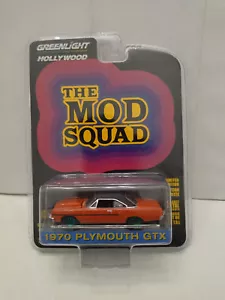 GREENLIGHT
HOLLYWOOD
THE
MOD
SQUAD
1970 PLYMOUTH GTX